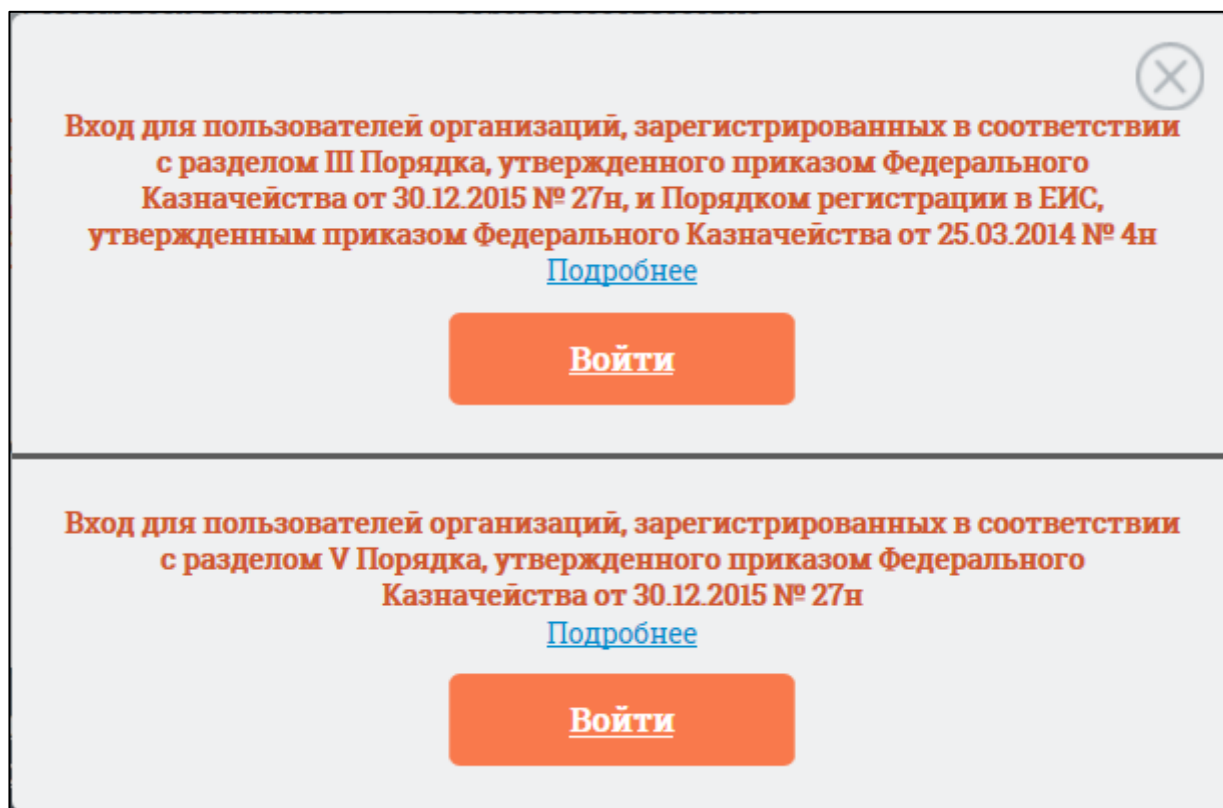 Вход для пользователей организаций, зарегистрированных в соответствии
с разделом III Порядка, утвержденного приказом Федерального
Казначейства от 30.12.2015 № 27н, и Порядком регистрации в ЕИС,
утвержденным приказом Федерального Казначейства от 25.03.2014 № 4н
Подробнее
Войти
Вход для пользователей организаций, зарегистрированных в соответствии
с разделом V Порядка, утвержденного приказом Федерального
Казначейства от 30.12.2015 № 27н
Подробнее
Войти